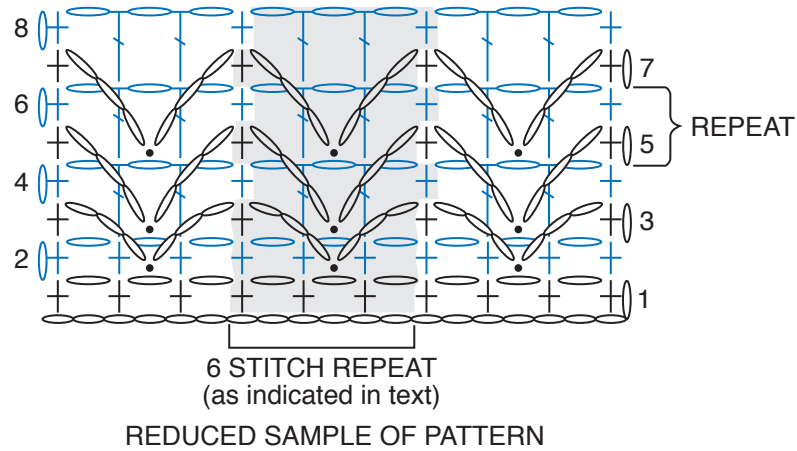 8
7
6
REPEAT
5
4
3
2
1
6 STITCH REPEAT
(as indicated in text)
REDUCED SAMPLE OF PATTERN